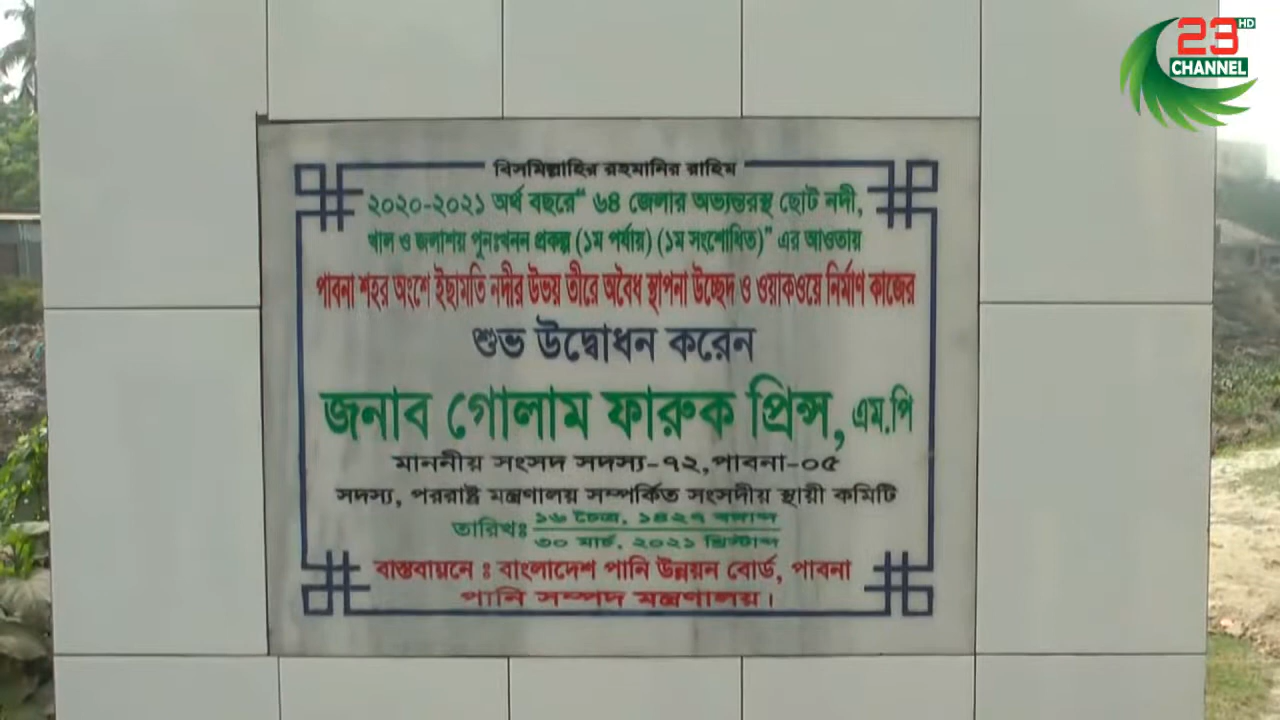 23 HD
CHANNEL
বিসমিল্লাহির রহমানির রাহিম
২০২০-২০২১ অর্থ বছরে" ৬৪ জেলার অভ্যন্তরস্থ ছোট নদী,
খাল ও জলাশয় পুনঃখনন প্রকল্প (১ম পর্যায়) (১ম সংশোধিত)" এর আওতায়
পাবনা শহর অংশে ইছামতি নদীর উভয় তীরে অবৈধ স্থাপনা উচ্ছেদ ও ওয়াকওয়ে নির্মাণ কাজের
শুভ উদ্বোধন করেন
জনাব গোলাম ফারুক প্রিন্স, এম.পি
মাননীয় সংসদ সদস্য-৭২,পাবনা-০৫
সদস্য, পররাষ্ট্র মন্ত্রণালয় সম্পর্কিত সংসদীয় স্থায়ী কমিটি
তারিখঃ ১৬ চৈত্র, ১৪২৭ বঙ্গাব্দ
৩০ মার্চ, ২০২১ খ্রিস্টাব্দ
বাস্তবায়নে ঃ বাংলাদেশ পানি উন্নয়ন বোর্ড, পাবনা
পানি সম্পদ মন্ত্রণালয়।